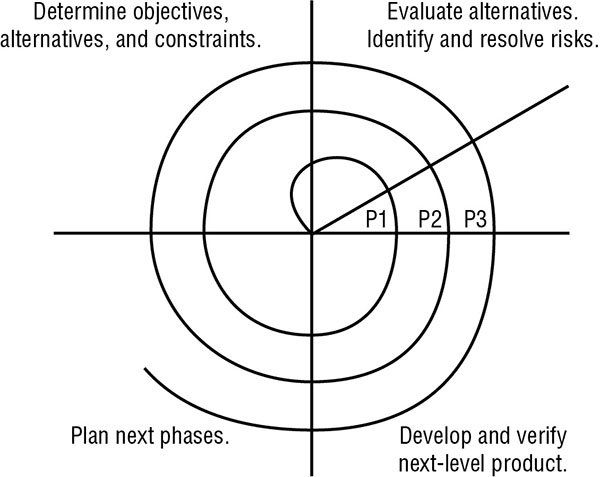 Determine objectives,
alternatives, and constraints.
Evaluate alternatives.
Identify and resolve risks.
P1 P2 P3
Plan next phases.
Develop and verify
next-level product.